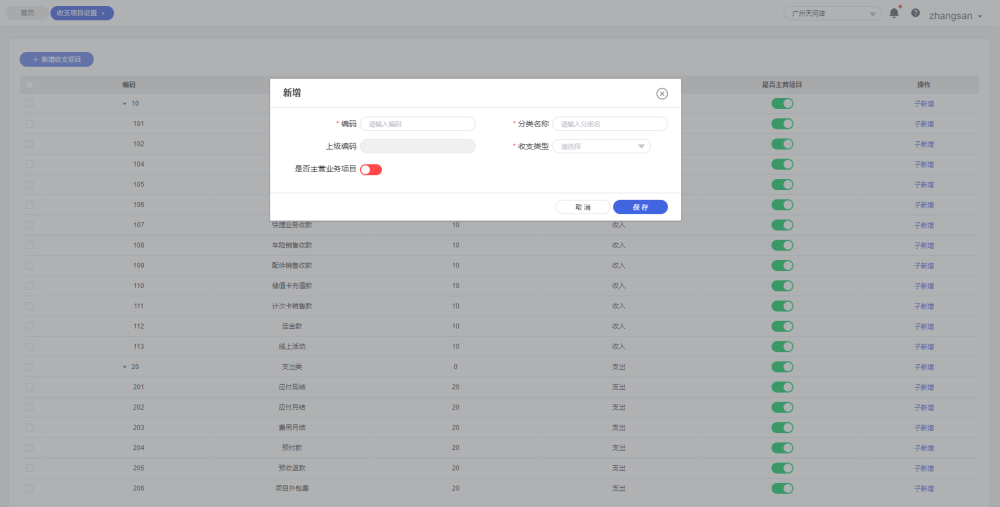 首页 收支项目设置 × 广州天河店 zhangsan
+ 新增收支项目
编码 是否主营项目 操作
新增
* 编码 请输入编码 * 分类名称 请输入分类名
上级编码 * 收支类型 请选择
是否主营业务项目
取消 保存
10 子新增
101 子新增
102 子新增
104 子新增
105 子新增
106 子新增
107 快捷业务收款 10 收入 子新增
108 车险销售收款 10 收入 子新增
109 配件销售收款 10 收入 子新增
110 储值卡充值款 10 收入 子新增
111 计次卡销售款 10 收入 子新增
112 定金款 10 收入 子新增
113 线上活动 10 收入 子新增
20 支出类 0 支出 子新增
201 应付现结 20 支出 子新增
202 应付月结 20 支出 子新增
203 费用月结 20 支出 子新增
204 预付款 20 支出 子新增
205 预收退款 20 支出 子新增
206 项目外包费 20 支出 子新增